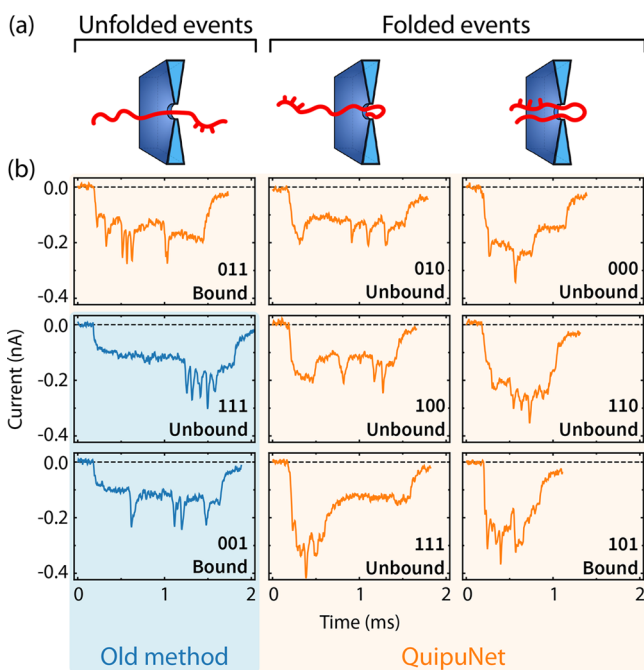 (a) Unfolded events Folded events
(b)
0.0
-0.2
-0.4
011
Bound
010
Unbound
000
Unbound
Current (nA)
0.0
-0.2
-0.4
111
Unbound
100
Unbound
110
Unbound
0.0
-0.2
-0.4
001
Bound
111
Unbound
101
Bound
0 1 2 0 1 2 0 1 2
Time (ms)
Old method QuipuNet